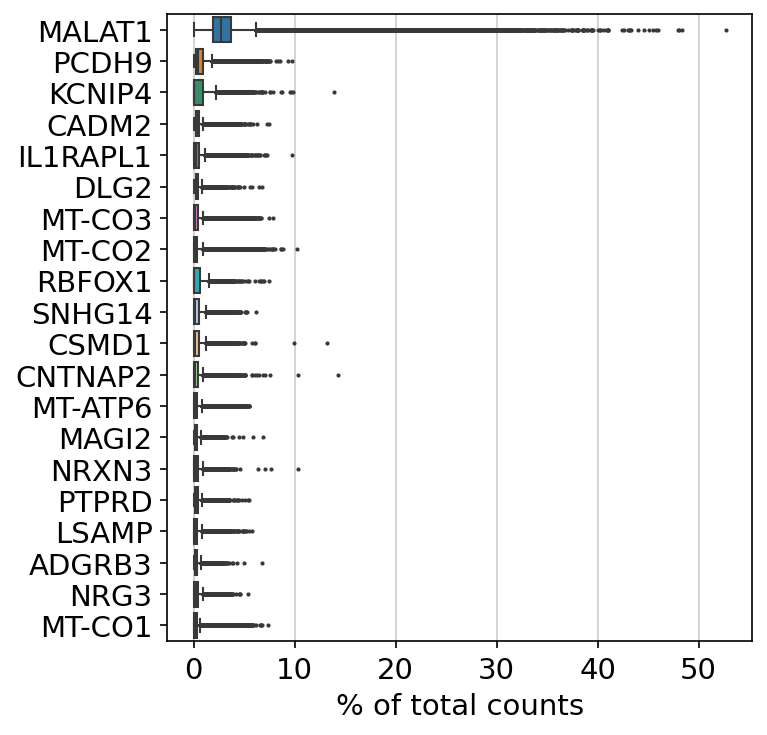 MALAT1
PCDH9
KCNIP4
CADM2
IL1RAPL1
DLG2
MT-CO3
MT-CO2
RBFOX1
SNHG14
CSMD1
CNTNAP2
MT-ATP6
MAGI2
NRXN3
PTPRD
LSAMP
ADGRB3
NRG3
MT-CO1
0 10 20 30 40 50
% of total counts